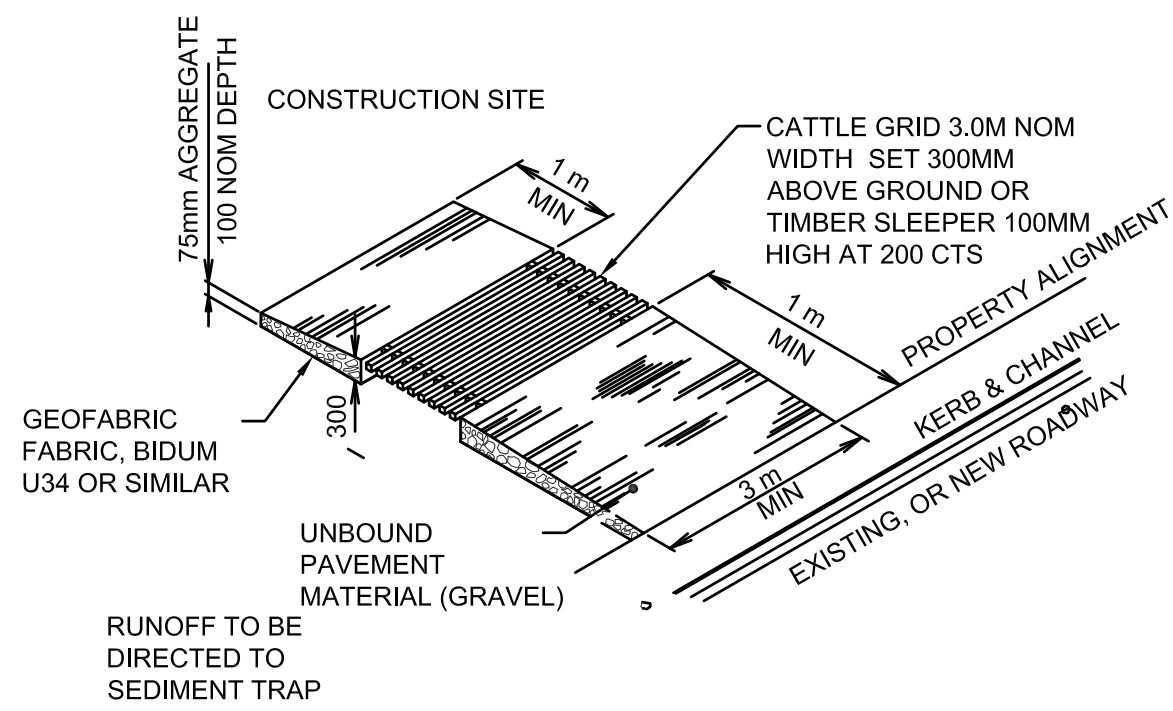 75mm AGGREGATE
100 NOM DEPTH
CONSTRUCTION SITE
1 m
MIN
CATTLE GRID 3.0M NOM
WIDTH SET 300MM
ABOVE GROUND OR
TIMBER SLEEPER 100MM
HIGH AT 200 CTS
1 m
MIN
PROPERTY ALIGNMENT
KERB & CHANNEL
EXISTING, OR NEW ROADWAY
3 m
MIN
300
GEOFABRIC
FABRIC, BIDUM
U34 OR SIMILAR
UNBOUND
PAVEMENT
MATERIAL (GRAVEL)
RUNOFF TO BE
DIRECTED TO
SEDIMENT TRAP